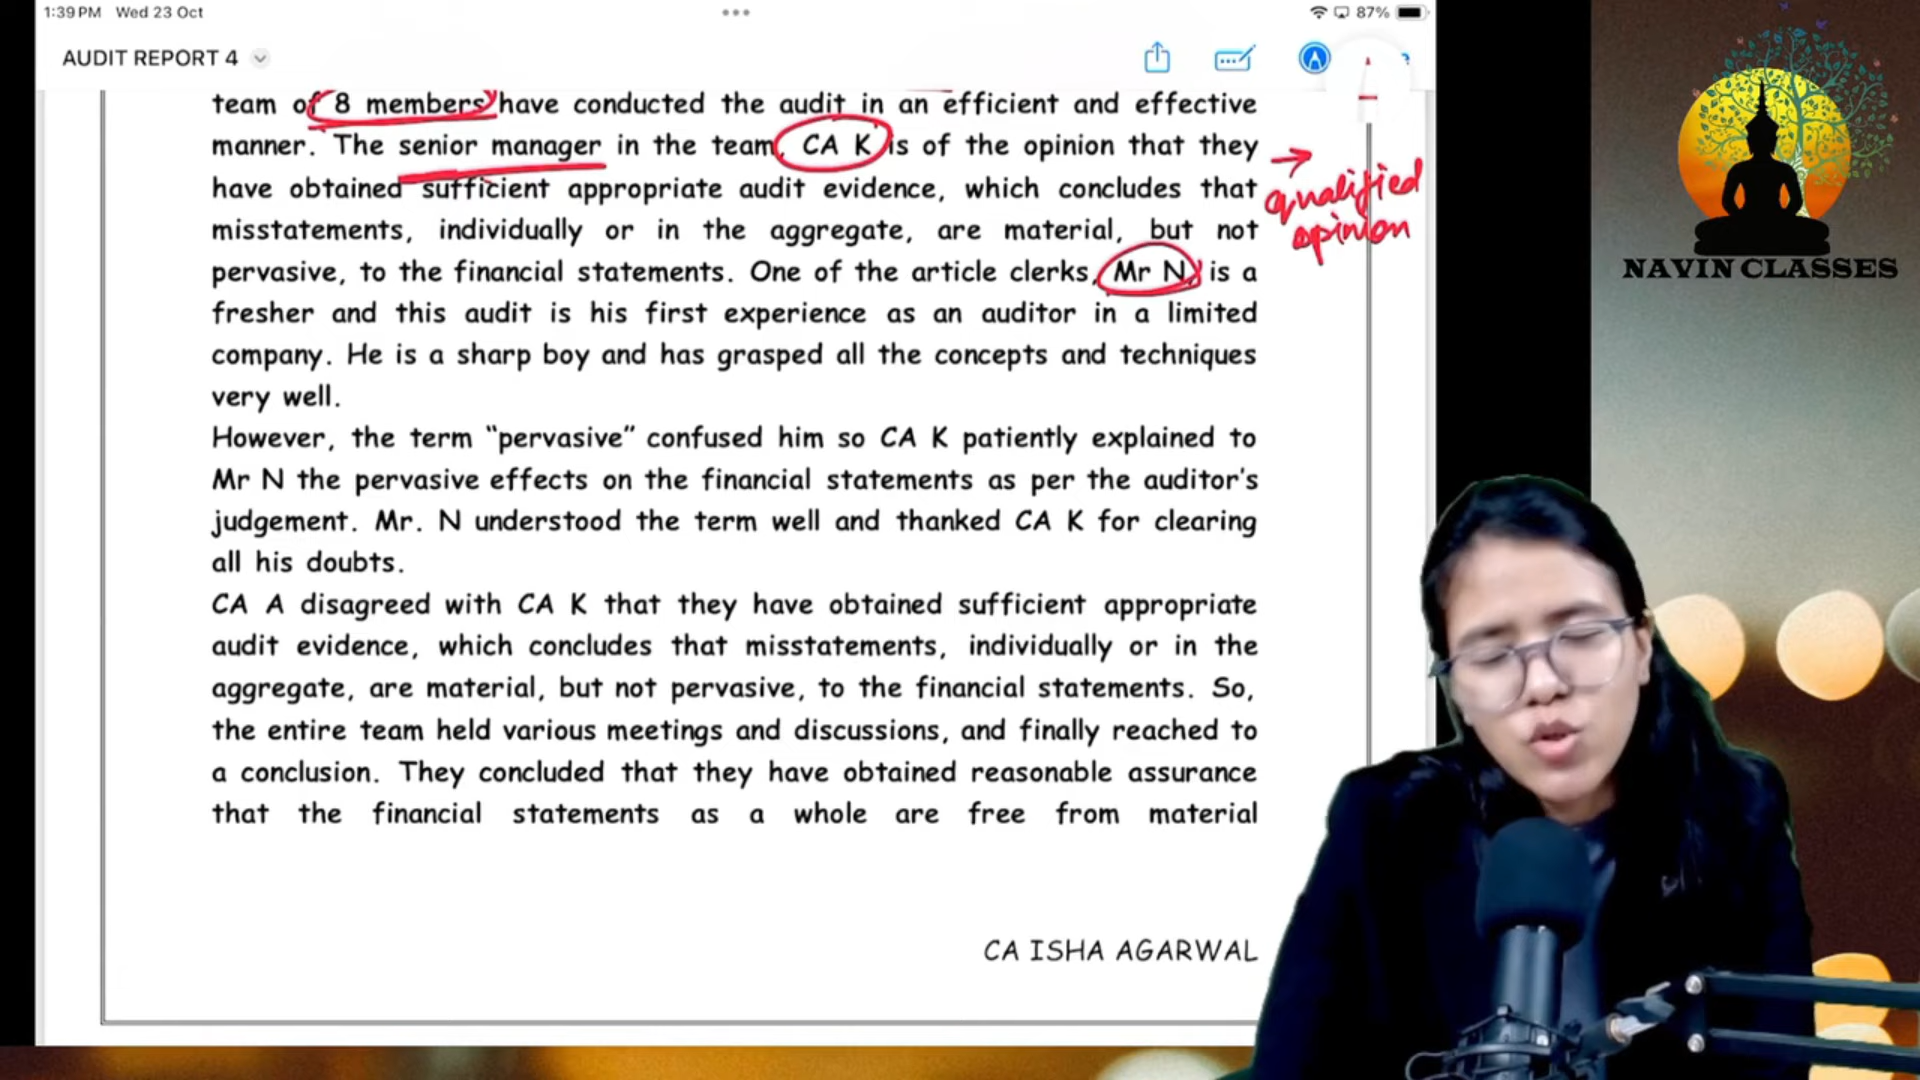 1:39 PM Wed 23 Oct
87%
AUDIT REPORT 4
team of 8 members have conducted the audit in an efficient and effective
manner. The senior manager in the team, CA K is of the opinion that they
have obtained sufficient appropriate audit evidence, which concludes that
misstatements, individually or in the aggregate, are material, but not
pervasive, to the financial statements. One of the article clerks, Mr N, is a
fresher and this audit is his first experience as an auditor in a limited
company. He is a sharp boy and has grasped all the concepts and techniques
very well.
However, the term “pervasive” confused him so CA K patiently explained to
Mr N the pervasive effects on the financial statements as per the auditor's
judgement. Mr. N understood the term well and thanked CA K for clearing
all his doubts.
CA A disagreed with CA K that they have obtained sufficient appropriate
audit evidence, which concludes that misstatements, individually or in the
aggregate, are material, but not pervasive, to the financial statements. So,
the entire team held various meetings and discussions, and finally reached to
a conclusion. They concluded that they have obtained reasonable assurance
that the financial statements as a whole are free from material
→ qualified
opinion
CA ISHA AGARWAL
NAVIN CLASSES